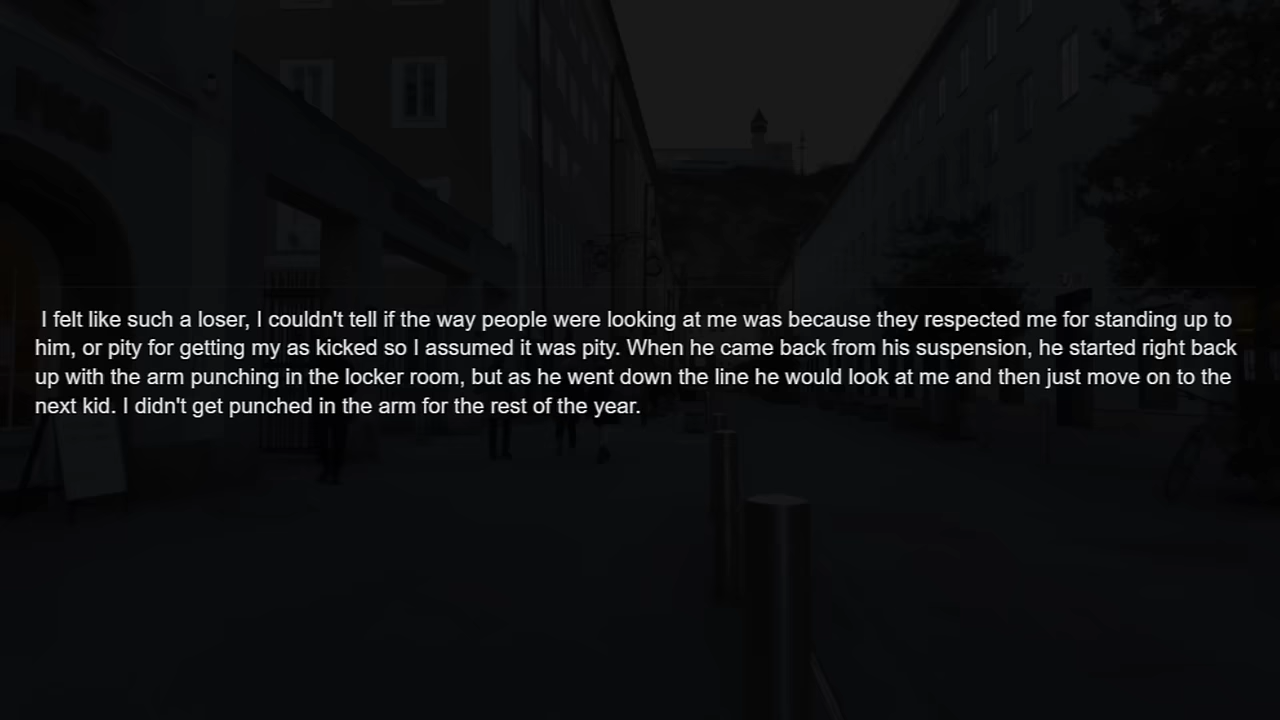 I felt like such a loser, I couldn't tell if the way people were looking at me was because they respected me for standing up to
him, or pity for getting my as kicked so I assumed it was pity. When he came back from his suspension, he started right back
up with the arm punching in the locker room, but as he went down the line he would look at me and then just move on to the
next kid. I didn't get punched in the arm for the rest of the year.